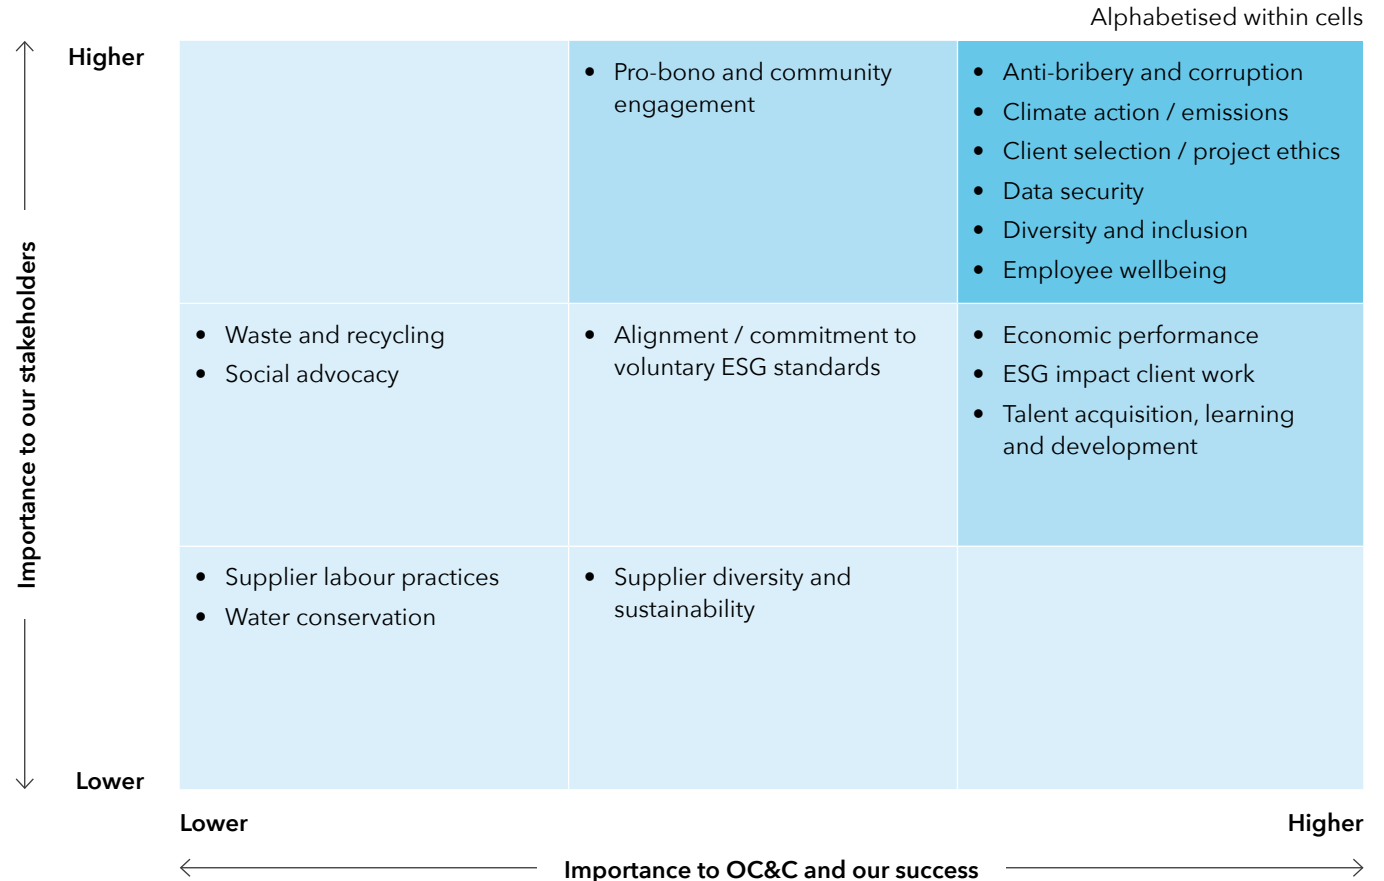 Alphabetised within cells
Higher
• Pro-bono and community
engagement
• Anti-bribery and corruption
• Climate action / emissions
• Client selection / project ethics
• Data security
• Diversity and inclusion
• Employee wellbeing
Importance to our stakeholders
• Waste and recycling
• Social advocacy
• Alignment / commitment to
voluntary ESG standards
• Economic performance
• ESG impact client work
• Talent acquisition, learning
and development
• Supplier labour practices
• Water conservation
• Supplier diversity and
sustainability
Lower
Lower
Higher
Importance to OC&C and our success